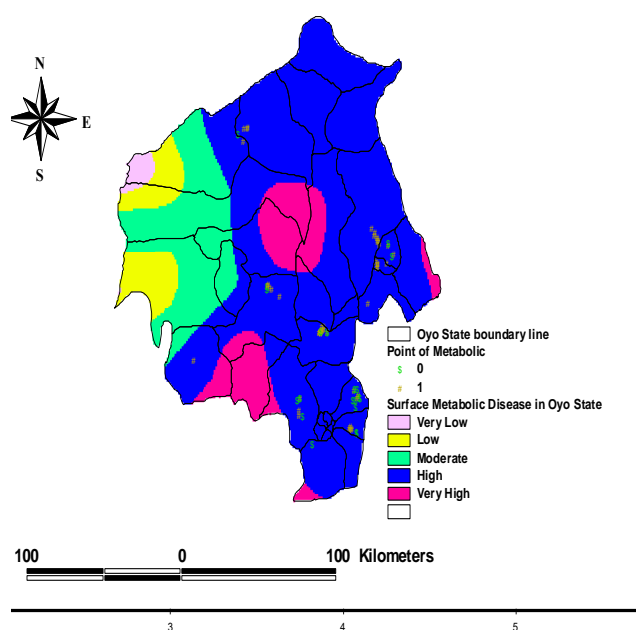 N
E
S
Oyo State boundary line
Point of Metabolic
$ 0
# 1
Surface Metabolic Disease in Oyo State
Very Low
Low
Moderate
High
Very High
100 0 100 Kilometers
3 4 5